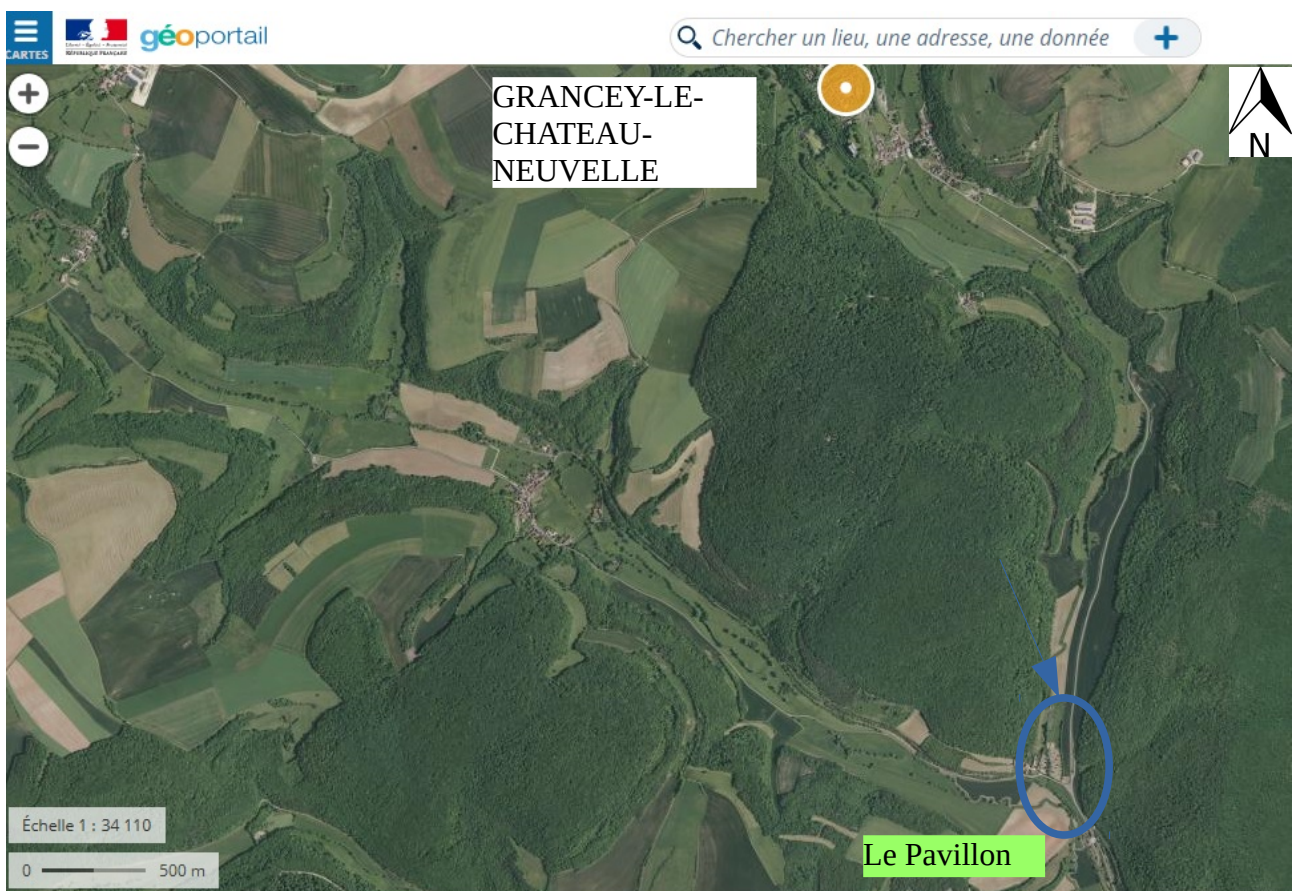 CARTES
géoportail
Chercher un lieu, une adresse, une donnée
GRANCEY-LE-
CHATEAU-
NEUVELLE
N
Échelle 1 : 34 110
0 500 m
Le Pavillon